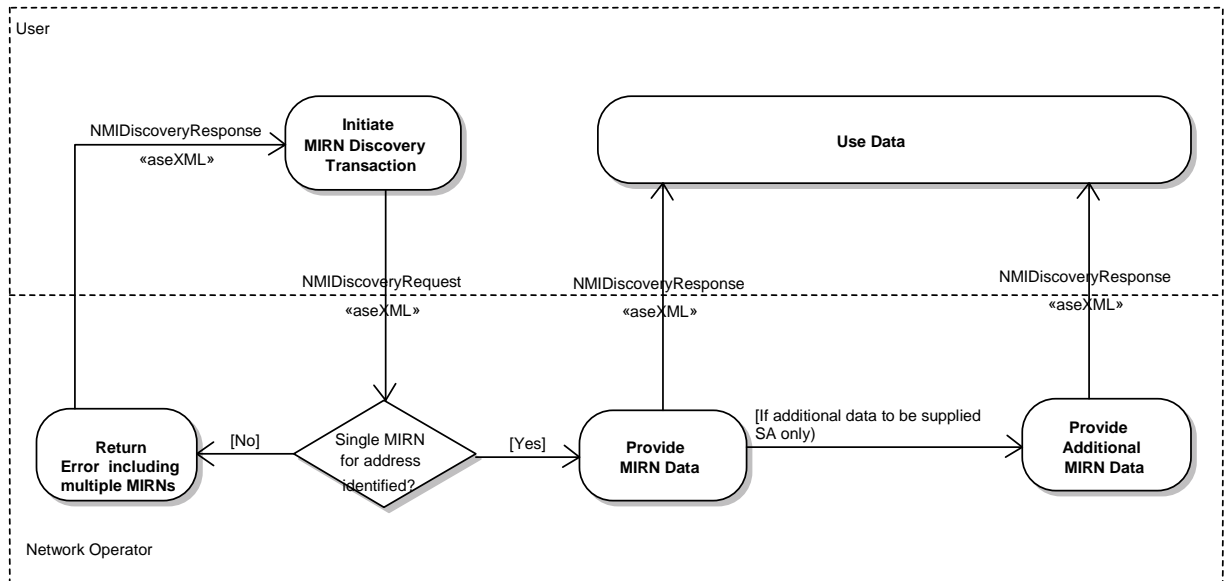 User
NMIDiscoveryResponse
«aseXML»
Initiate
MIRN Discovery
Transaction
Use Data
NMIDiscoveryRequest
«aseXML»
NMIDiscoveryResponse
«aseXML»
NMIDiscoveryResponse
«aseXML»
Return
Error including
multiple MIRNs
[No]
Single MIRN
for address
identified?
[Yes]
Provide
MIRN Data
[If additional data to be supplied
SA only)
Provide
Additional
MIRN Data
Network Operator